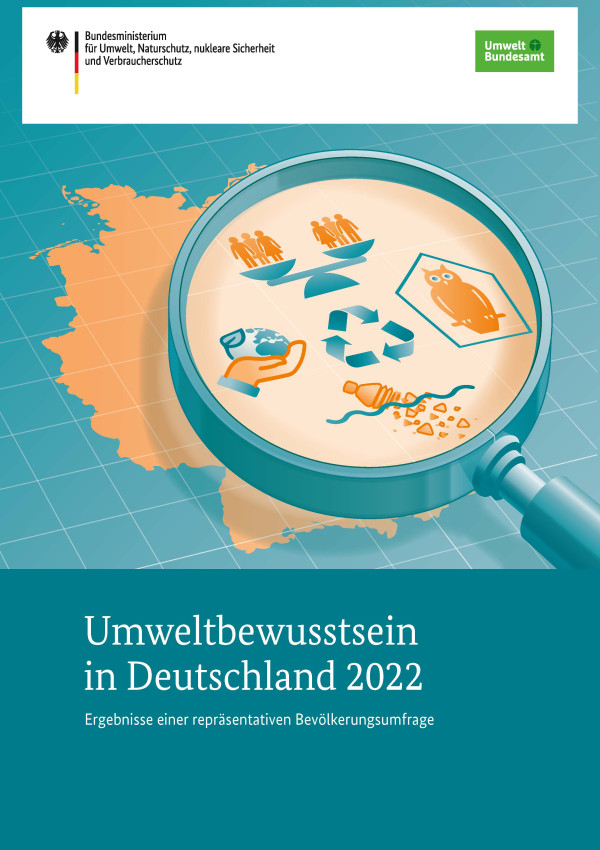 Bundesministerium
für Umwelt, Naturschutz, nukleare Sicherheit
und Verbraucherschutz
Umwelt
Bundesamt
Umweltbewusstsein
in Deutschland 2022
Ergebnisse einer repräsentativen Bevölkerungsumfrage